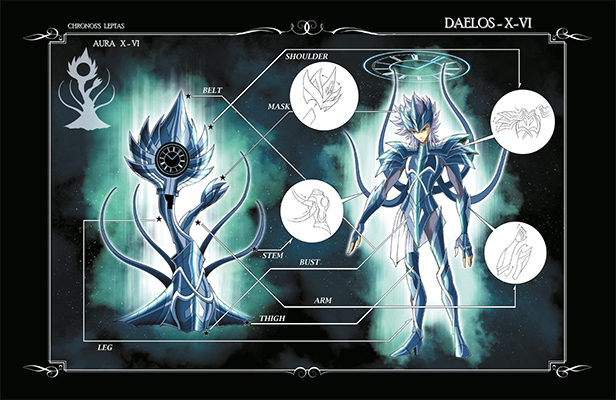 CHRONOS'S LEPTAS
DAELOS - X-VI
AURA X-VI
SHOULDER
BELT
MASK
STEM
BUST
ARM
THIGH
LEG